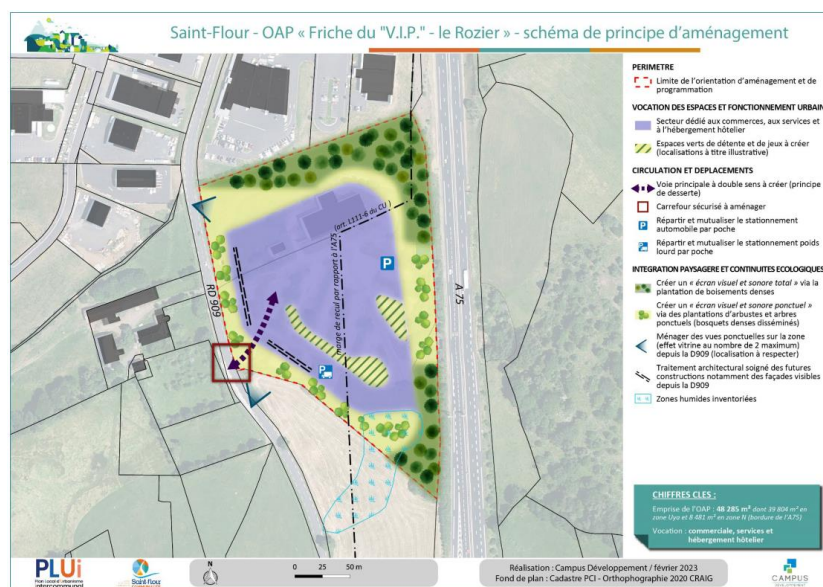 Saint-Flour - OAP « Friche du "V.I.P." - le Rozier » - schéma de principe d'aménagement
PERIMETRE
Limite de l'orientation d'aménagement et de
programmation
VOCATION DES ESPACES ET FONCTIONNEMENT URBAIN
Secteur dédié aux commerces, aux services et
à l'hébergement hôtelier
Espaces verts de détente et de jeux à créer
(localisations à titre illustrative)
CIRCULATION ET DEPLACEMENTS
Voie principale à double sens à créer (principe
de desserte)
Carrefour sécurisé à aménager
P
Répartir et mutualiser le stationnement
automobile par poche
P
Répartir et mutualiser le stationnement poids
lourd par poche
INTEGRATION PAYSAGERE ET CONTINUITES ECOLOGIQUES
Créer un « écran visuel et sonore total » via la
plantation de boisements denses
Créer un « écran visuel et sonore ponctuel »
via des plantations d'arbustes et arbres
ponctuels (bosquets denses disséminés)
Ménager des vues ponctuelles sur la zone
(effet vitrine au nombre de 2 maximum)
depuis la D909 (localisation à respecter)
Traitement architectural soigné des futures
constructions notamment des façades visibles
depuis la D909
Zones humides inventoriées
RD 909
A 75
marge de recul par rapport à l'A75
(art.L111-6 du CU )
P
P
CHIFFRES CLES :
Emprise de l'OAP : 48 285 m² dont 39 804 m² en
zone Uyo et 8 481 m² en zone N (bordure de l'A75)
Vocation : commerciale, services et
hébergement hôtelier
PLUi
Plan Local d'Urbanisme
intercommunal
Saint Flour
N
0 25 50 m
Réalisation : Campus Développement / février 2023
Fond de plan : Cadastre PCI - Orthophographie 2020 CRAIG
CAMPUS
DÉVELOPPEMENT